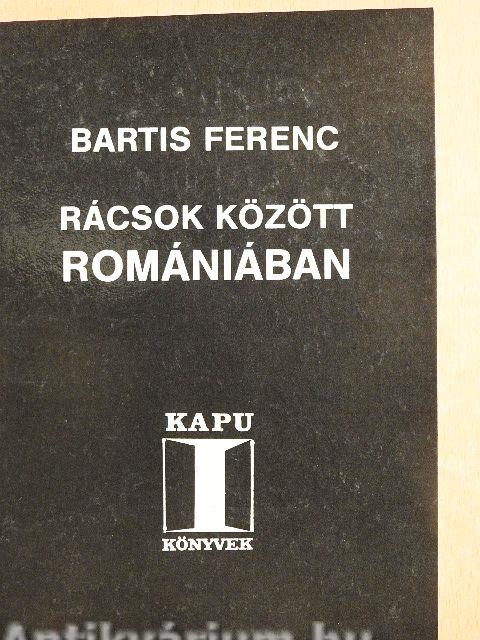 BARTIS FERENC
RÁCSOK KÖZÖTT
ROMÁNIÁBAN
KAPU
KÖNYVEK
Antikvárium.hu